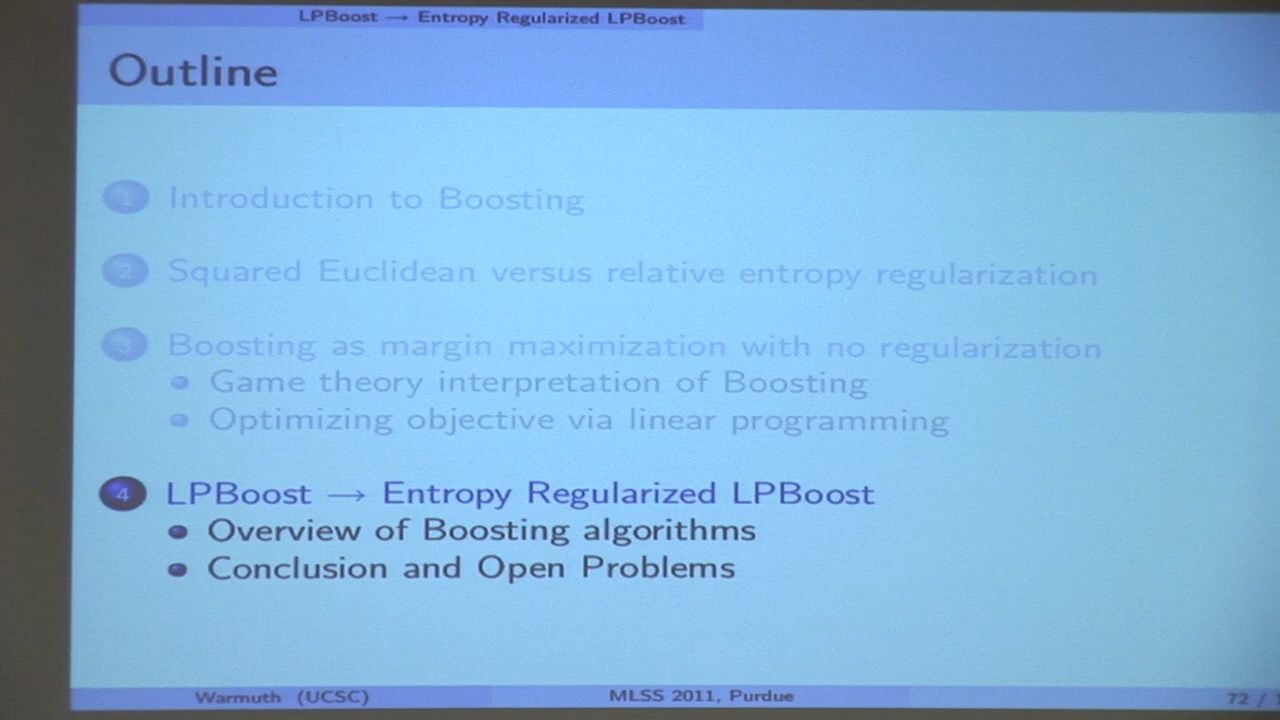 LPBoost → Entropy Regularized LPBoost
Outline
1 Introduction to Boosting
2 Squared Euclidean versus relative entropy regularization
3 Boosting as margin maximization with no regularization
Game theory interpretation of Boosting
Optimizing objective via linear programming
4 LPBoost → Entropy Regularized LPBoost
Overview of Boosting algorithms
Conclusion and Open Problems
Warmuth (UCSC) MLSS 2011, Purdue 72 /